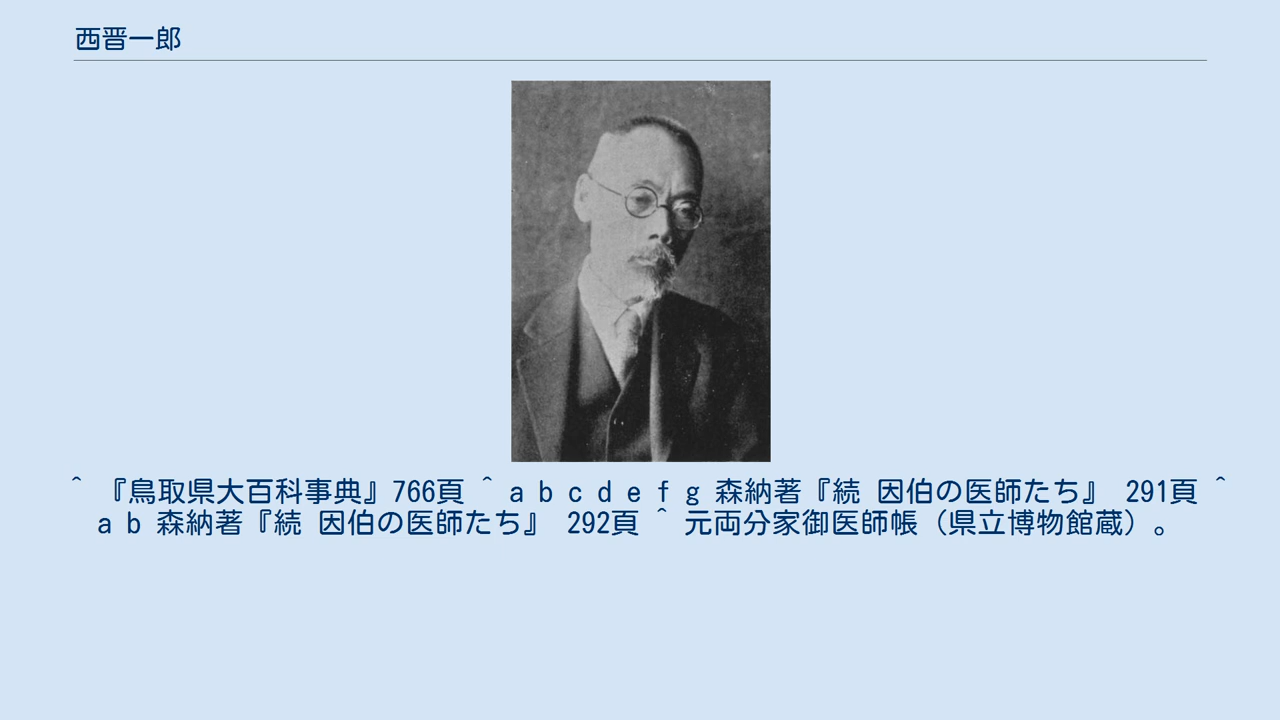 西晋一郎
^ 『鳥取県大百科事典』766頁 ^ a b c d e f g 森納著『続 因伯の医師たち』 291頁 ^
a b 森納著『続 因伯の医師たち』 292頁 ^ 元両分家御医師帳（県立博物館蔵）。